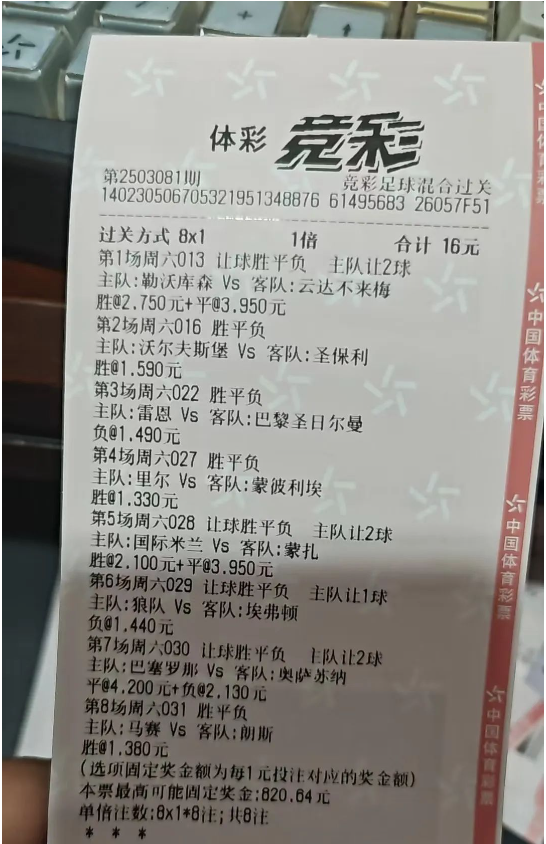 体彩 竞彩
第2503081期 竞彩足球混合过关
140230506705321951348876 61495683 26057F51
过关方式 8x1 1倍 合计 16元
第1场周六013 让球胜平负 主队让2球
主队:勒沃库森 Vs 客队:云达不来梅
胜@2.750元+平@3.950元
第2场周六016 胜平负
主队:沃尔夫斯堡 Vs 客队:圣保利
胜@1.590元
第3场周六022 胜平负
主队:雷恩 Vs 客队:巴黎圣日尔曼
负@1.490元
第4场周六027 胜平负
主队:里尔 Vs 客队:蒙彼利埃
胜@1.330元
第5场周六028 让球胜平负 主队让2球
主队:国际米兰 Vs 客队:蒙扎
胜@2.100元+平@3.950元
第6场周六029 让球胜平负 主队让1球
主队:狼队 Vs 客队:埃弗顿
负@1.440元
第7场周六030 让球胜平负 主队让2球
主队:巴塞罗那 Vs 客队:奥萨苏纳
平@4.200元+负@2.130元
第8场周六031 胜平负
主队:马赛 Vs 客队:朗斯
胜@1.380元
(选项固定奖金额为每1元投注对应的奖金额)
本票最高可能固定奖金:820.64元
单倍注数:8x1*8注;共8注
* * *
中国体育彩票
中国体育彩票
中国体育彩票
中国体育彩票